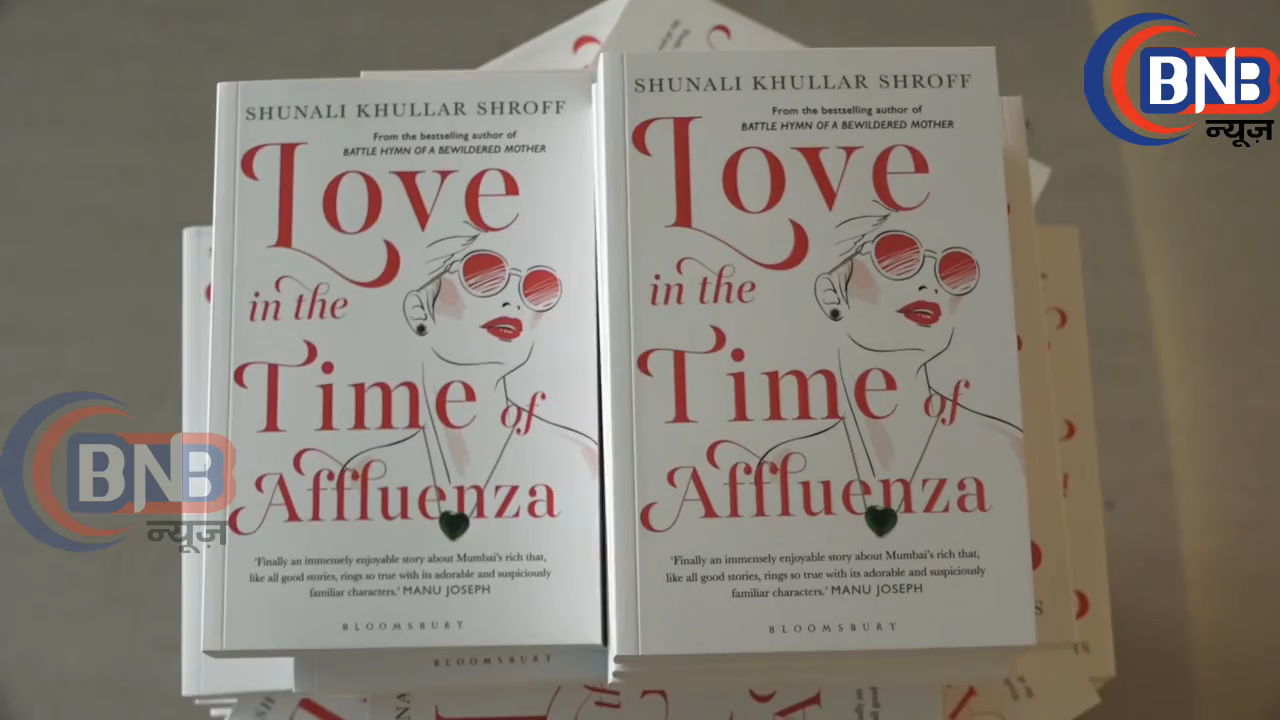 SHUNALI KHULLAR SHROFF
From the bestselling author of
BATTLE HYMN OF A BEWILDERED MOTHER
Love
in the
Time of
Affluenza
'Finally an immensely enjoyable story about Mumbai's rich that,
like all good stories, rings so true with its adorable and suspiciously
familiar characters.' MANU JOSEPH
BLOOMSBURY
BLOOMSBURY
SHUNALI KHULLAR SHROFF
From the bestselling author of
BATTLE HYMN OF A BEWILDERED MOTHER
Love
in the
Time of
Affluenza
'Finally an immensely enjoyable story about Mumbai's rich that,
like all good stories, rings so true with its adorable and suspiciously
familiar characters.' MANU JOSEPH
BLOOMSBURY
BNB
न्यूज़
BNB
न्यूज़